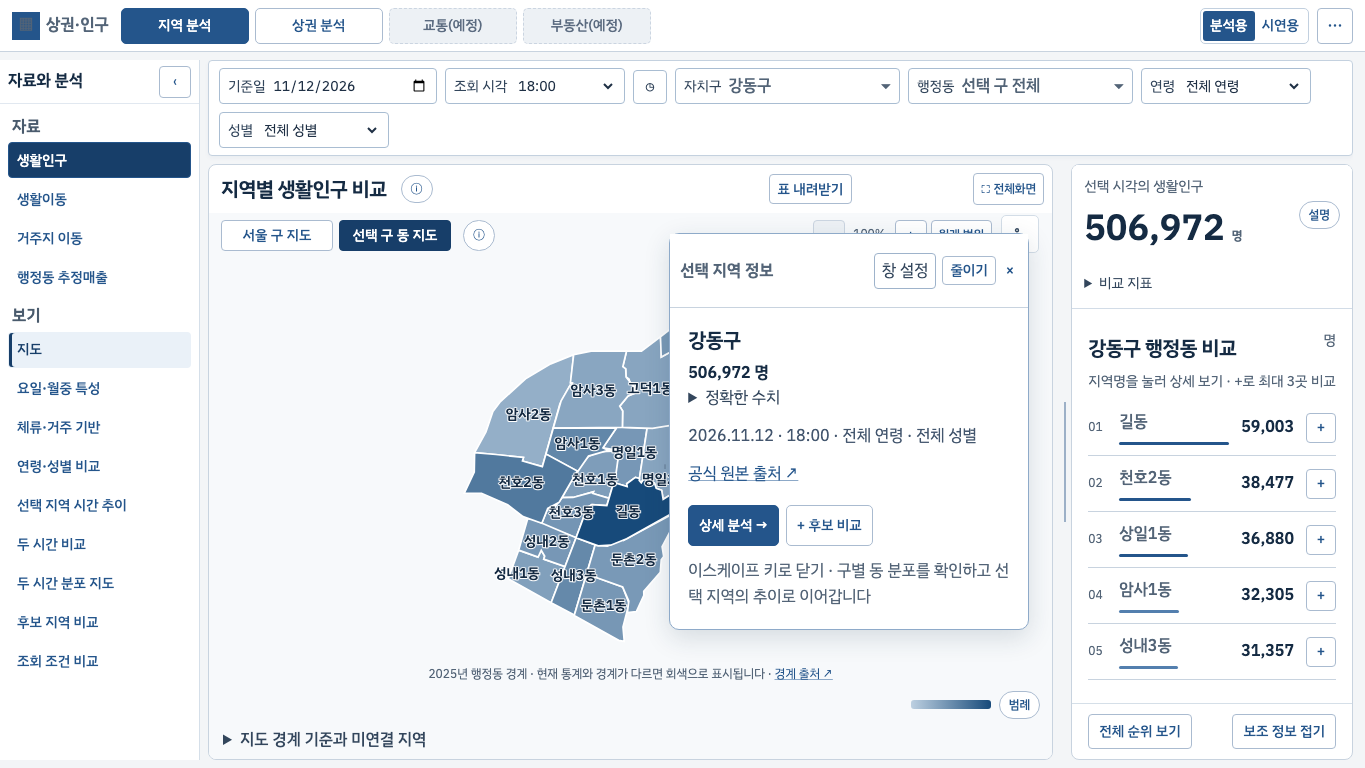 상권·인구
지역 분석
상권 분석
교통(예정)
부동산(예정)
분석용
시연용
···
자료와 분석
‹
자료
생활인구
생활이동
거주지 이동
행정동 추정매출
보기
지도
요일·월중 특성
체류·거주 기반
연령·성별 비교
선택 지역 시간 추이
두 시간 비교
두 시간 분포 지도
후보 지역 비교
조회 조건 비교
기준일 11/12/2026
조회 시각 18:00
자치구 강동구
행정동 선택 구 전체
연령 전체 연령
성별 전체 성별
지역별 생활인구 비교
표 내려받기
전체화면
서울 구 지도
선택 구 동 지도
암사3동
고덕1동
암사2동
암사1동
명일1동
천호2동
천호1동
천호3동
길동
성내2동
둔촌2동
성내1동
성내3동
둔촌1동
선택 지역 정보
창 설정
줄이기
×
강동구
506,972 명
▶ 정확한 수치
2026.11.12 · 18:00 · 전체 연령 · 전체 성별
공식 원본 출처 ↗
상세 분석 →
+ 후보 비교
이스케이프 키로 닫기 · 구별 동 분포를 확인하고 선
택 지역의 추이로 이어갑니다
2025년 행정동 경계 · 현재 통계와 경계가 다르면 회색으로 표시됩니다 · 경계 출처 ↗
범례
▶ 지도 경계 기준과 미연결 지역
선택 시각의 생활인구
506,972 명
설명
▶ 비교 지표
강동구 행정동 비교
명
지역명을 눌러 상세 보기 · +로 최대 3곳 비교
01 길동 59,003 +
02 천호2동 38,477 +
03 상일1동 36,880 +
04 암사1동 32,305 +
05 성내3동 31,357 +
전체 순위 보기
보조 정보 접기